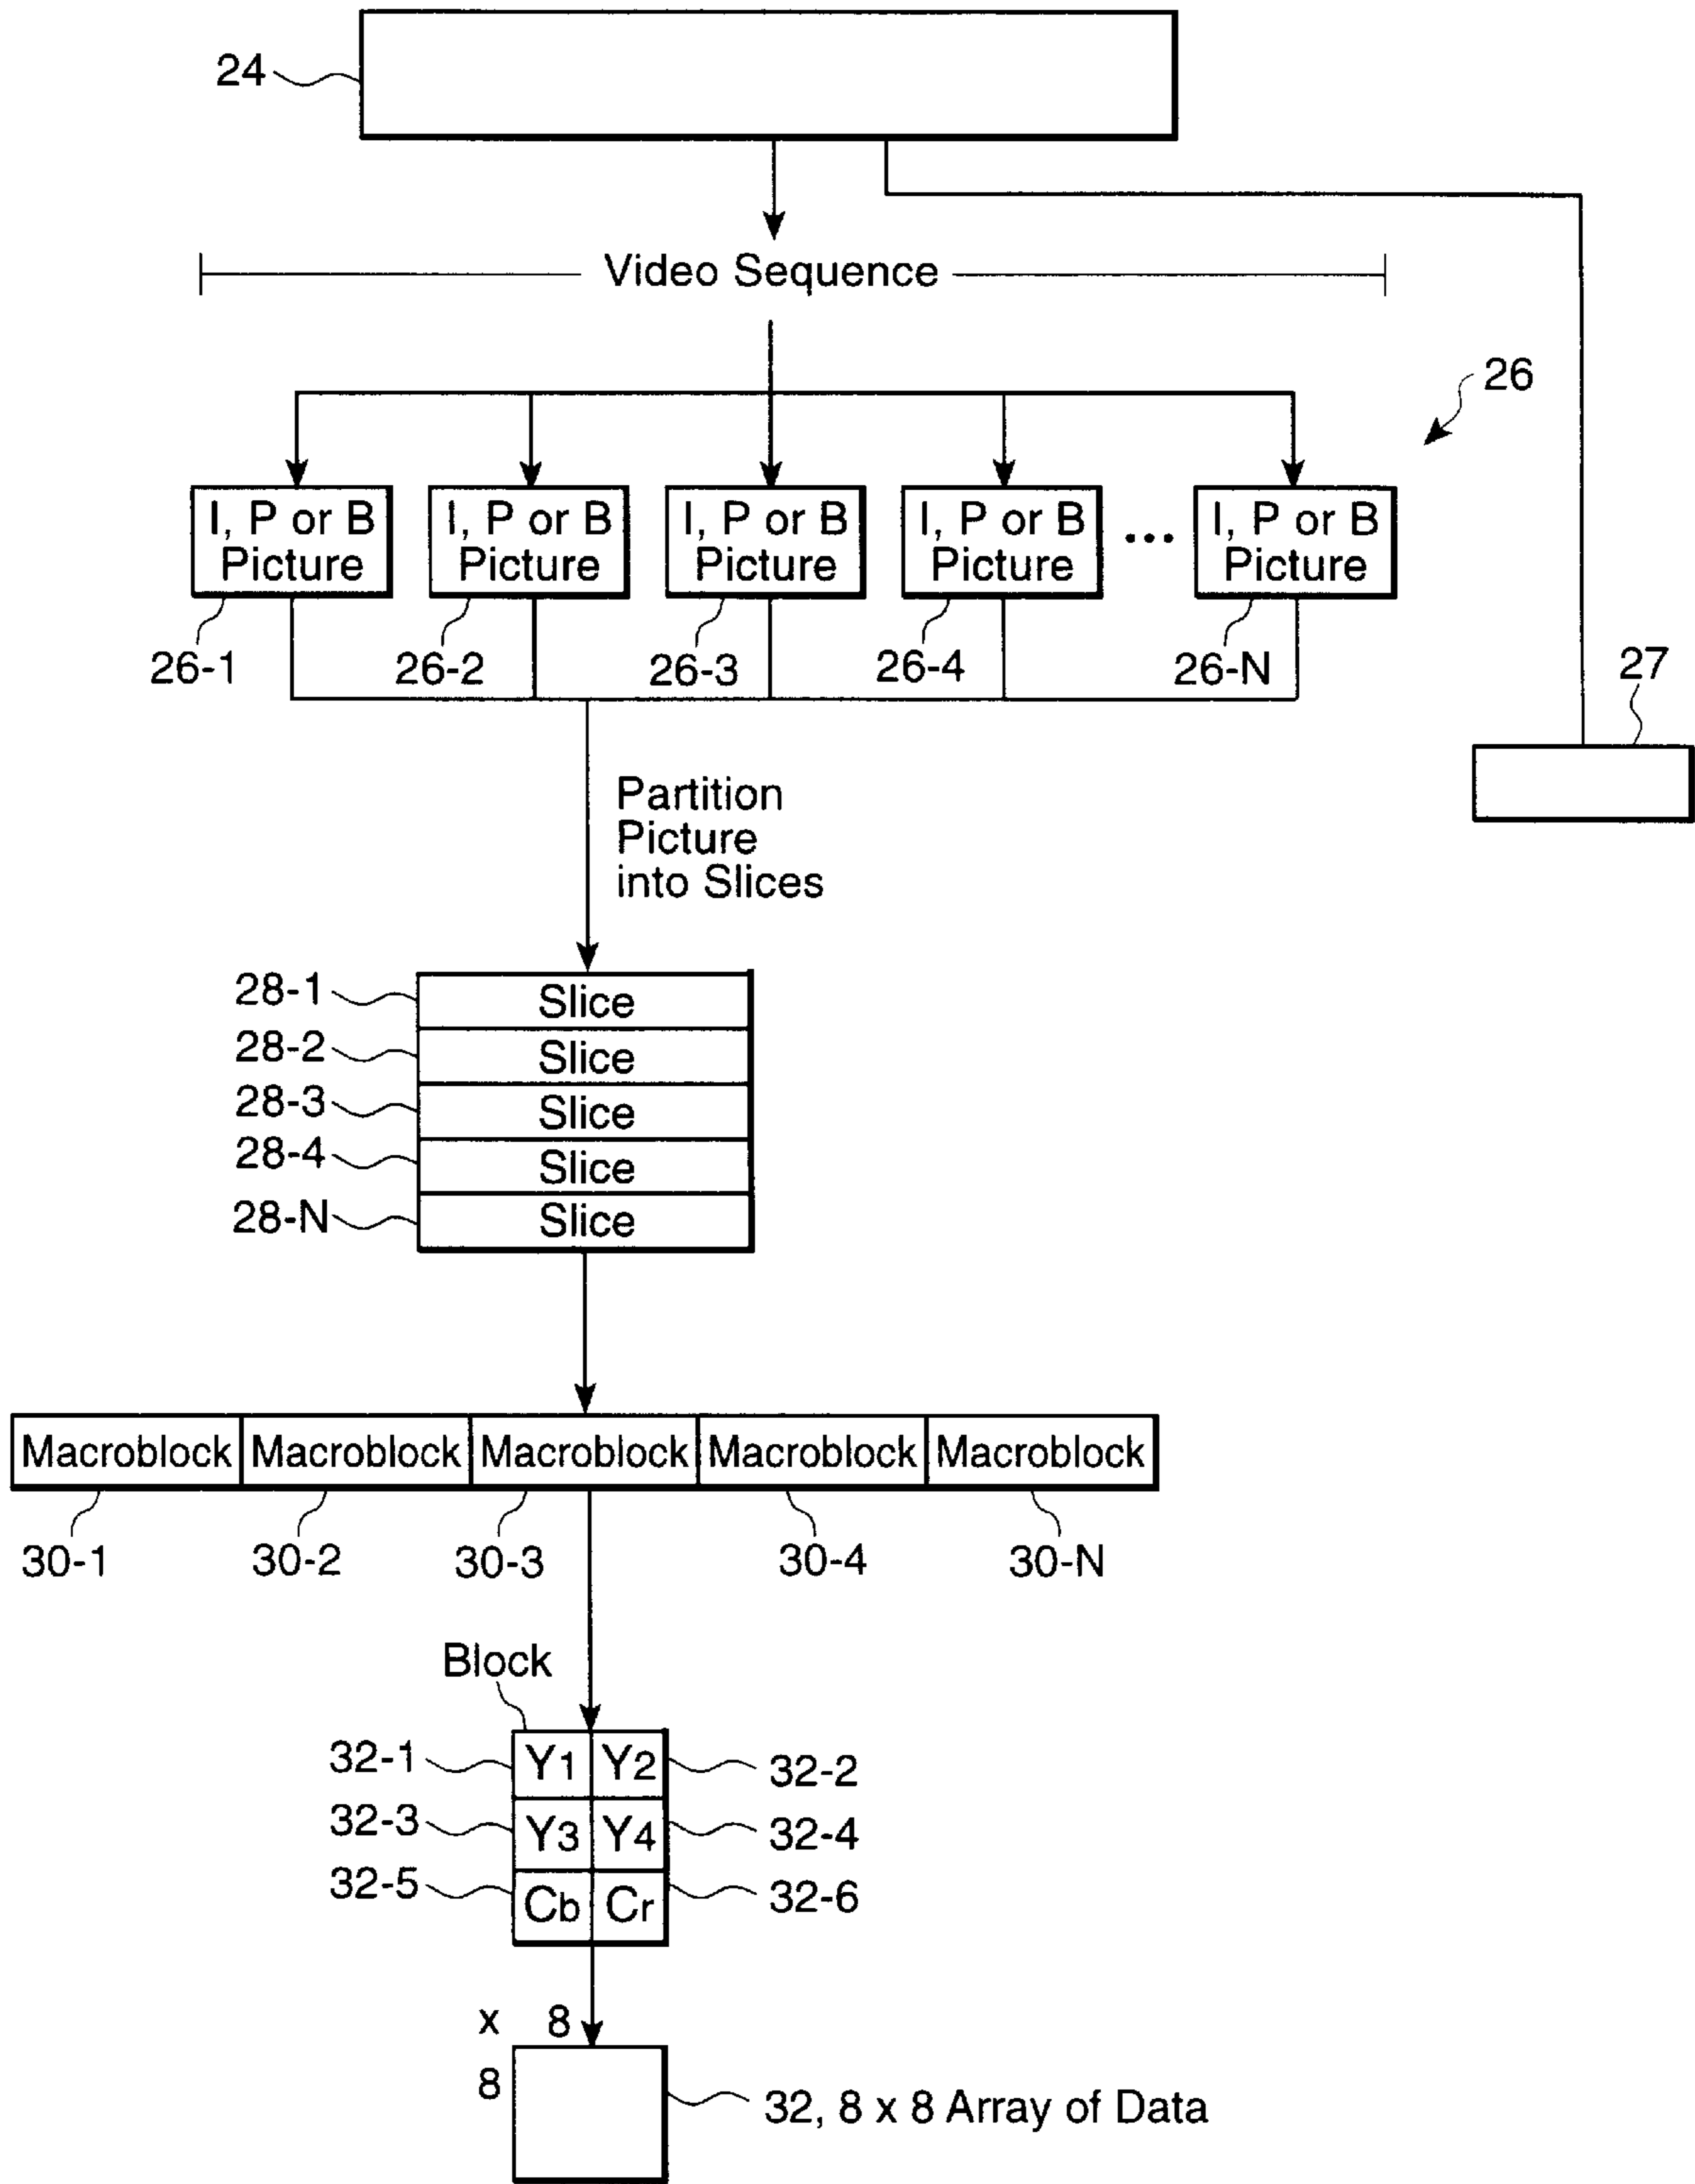 24
Video Sequence
26
I, P or B Picture
I, P or B Picture
I, P or B Picture
I, P or B Picture
...
I, P or B Picture
26-1
26-2
26-3
26-4
26-N
27
Partition
Picture
into Slices
28-1
Slice
28-2
Slice
28-3
Slice
28-4
Slice
28-N
Slice
Macroblock
Macroblock
Macroblock
Macroblock
Macroblock
30-1
30-2
30-3
30-4
30-N
Block
32-1
Y1
Y2
32-2
32-3
Y3
Y4
32-4
32-5
Cb
Cr
32-6
x 8
8
32, 8 x 8 Array of Data